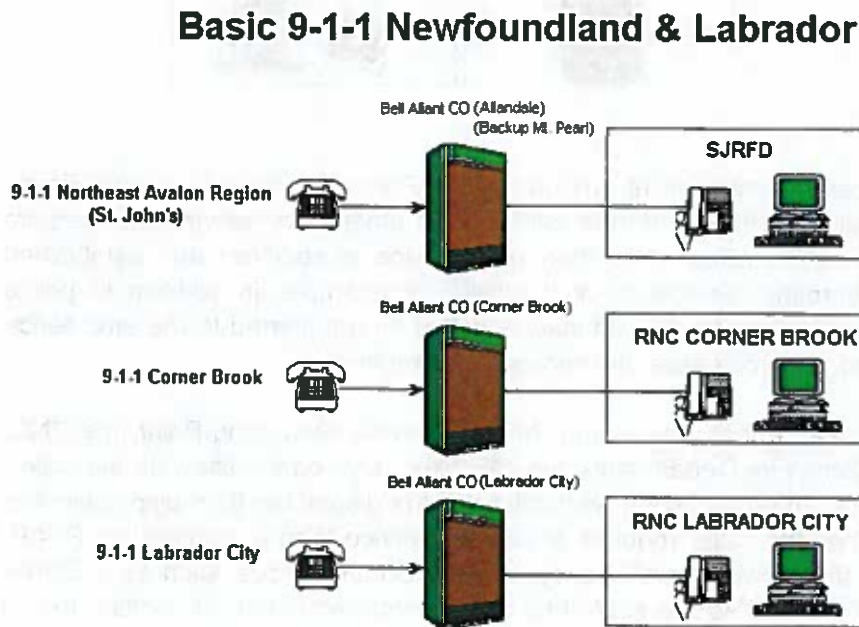 Basic 9-1-1 Newfoundland & Labrador
Bell Aliant CO (Allandale)
(Backup Mt. Pearl)
SJRFD
9-1-1 Northeast Avalon Region
(St. John's)
Bell Aliant CO (Corner Brook)
RNC CORNER BROOK
9-1-1 Corner Brook
Bell Aliant CO (Labrador City)
RNC LABRADOR CITY
9-1-1 Labrador City